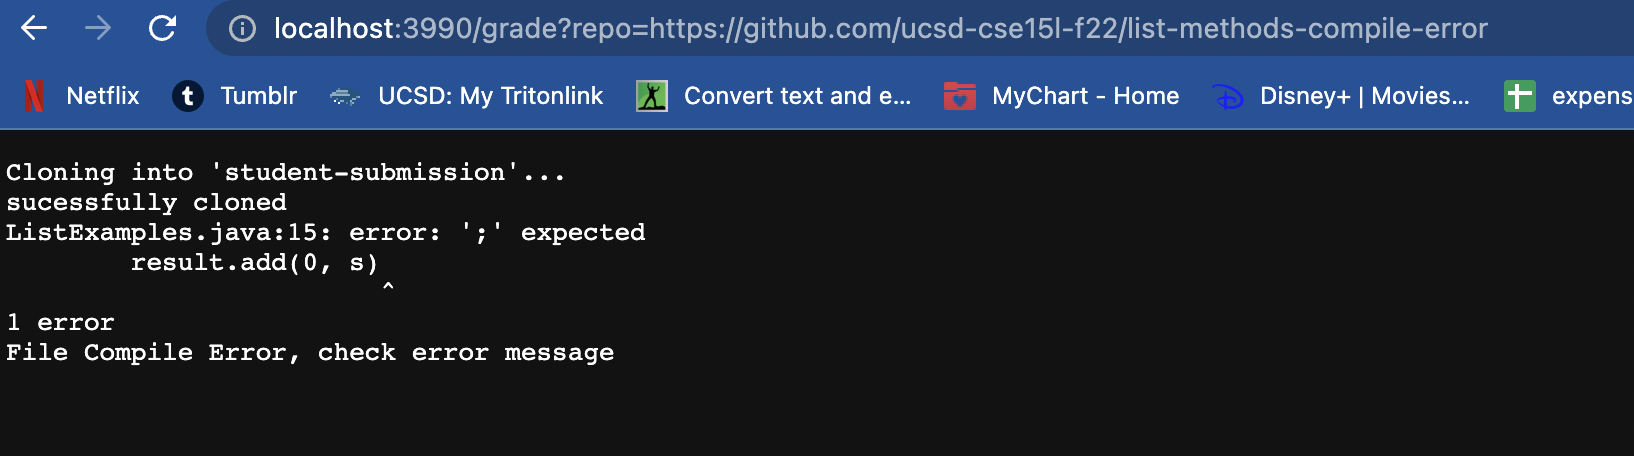 localhost:3990/grade?repo=https://github.com/ucsd-cse15l-f22/list-methods-compile-error
Netflix t Tumblr UCSD: My Tritonlink Convert text and e... MyChart - Home Disney+ | Movies... expens
Cloning into 'student-submission'...
sucessfully cloned
ListExamples.java:15: error: ';' expected
        result.add(0, s)
                        ^
1 error
File Compile Error, check error message